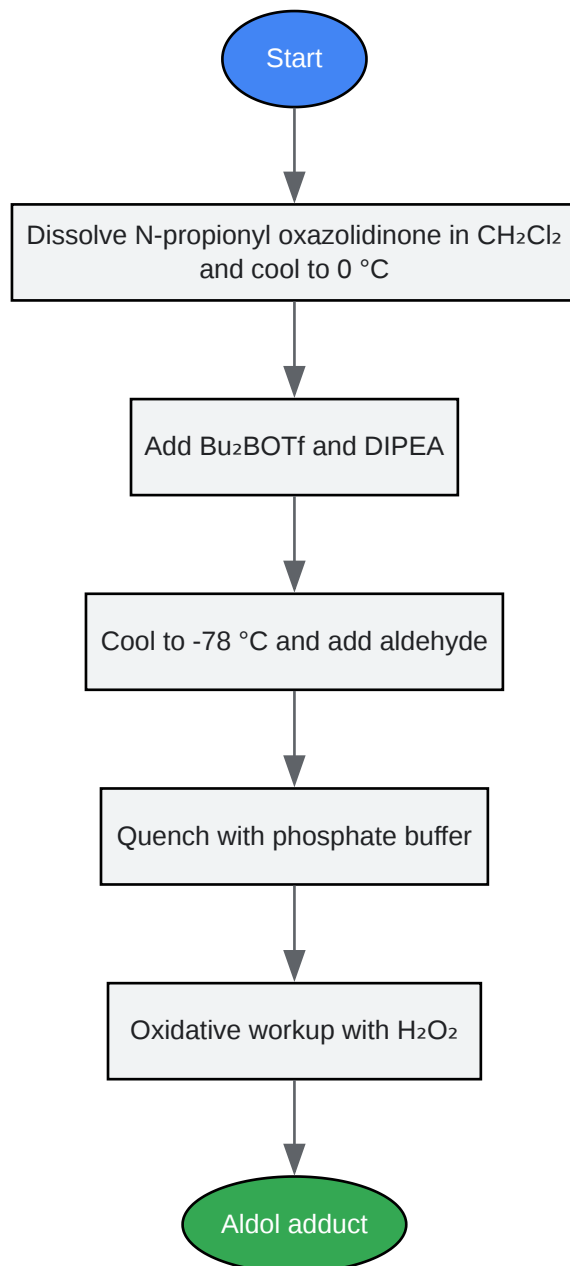 Start
Dissolve N-propionyl oxazolidinone in CH₂Cl₂
and cool to 0 °C
Add Bu₂BOTf and DIPEA
Cool to -78 °C and add aldehyde
Quench with phosphate buffer
Oxidative workup with H₂O₂
Aldol adduct